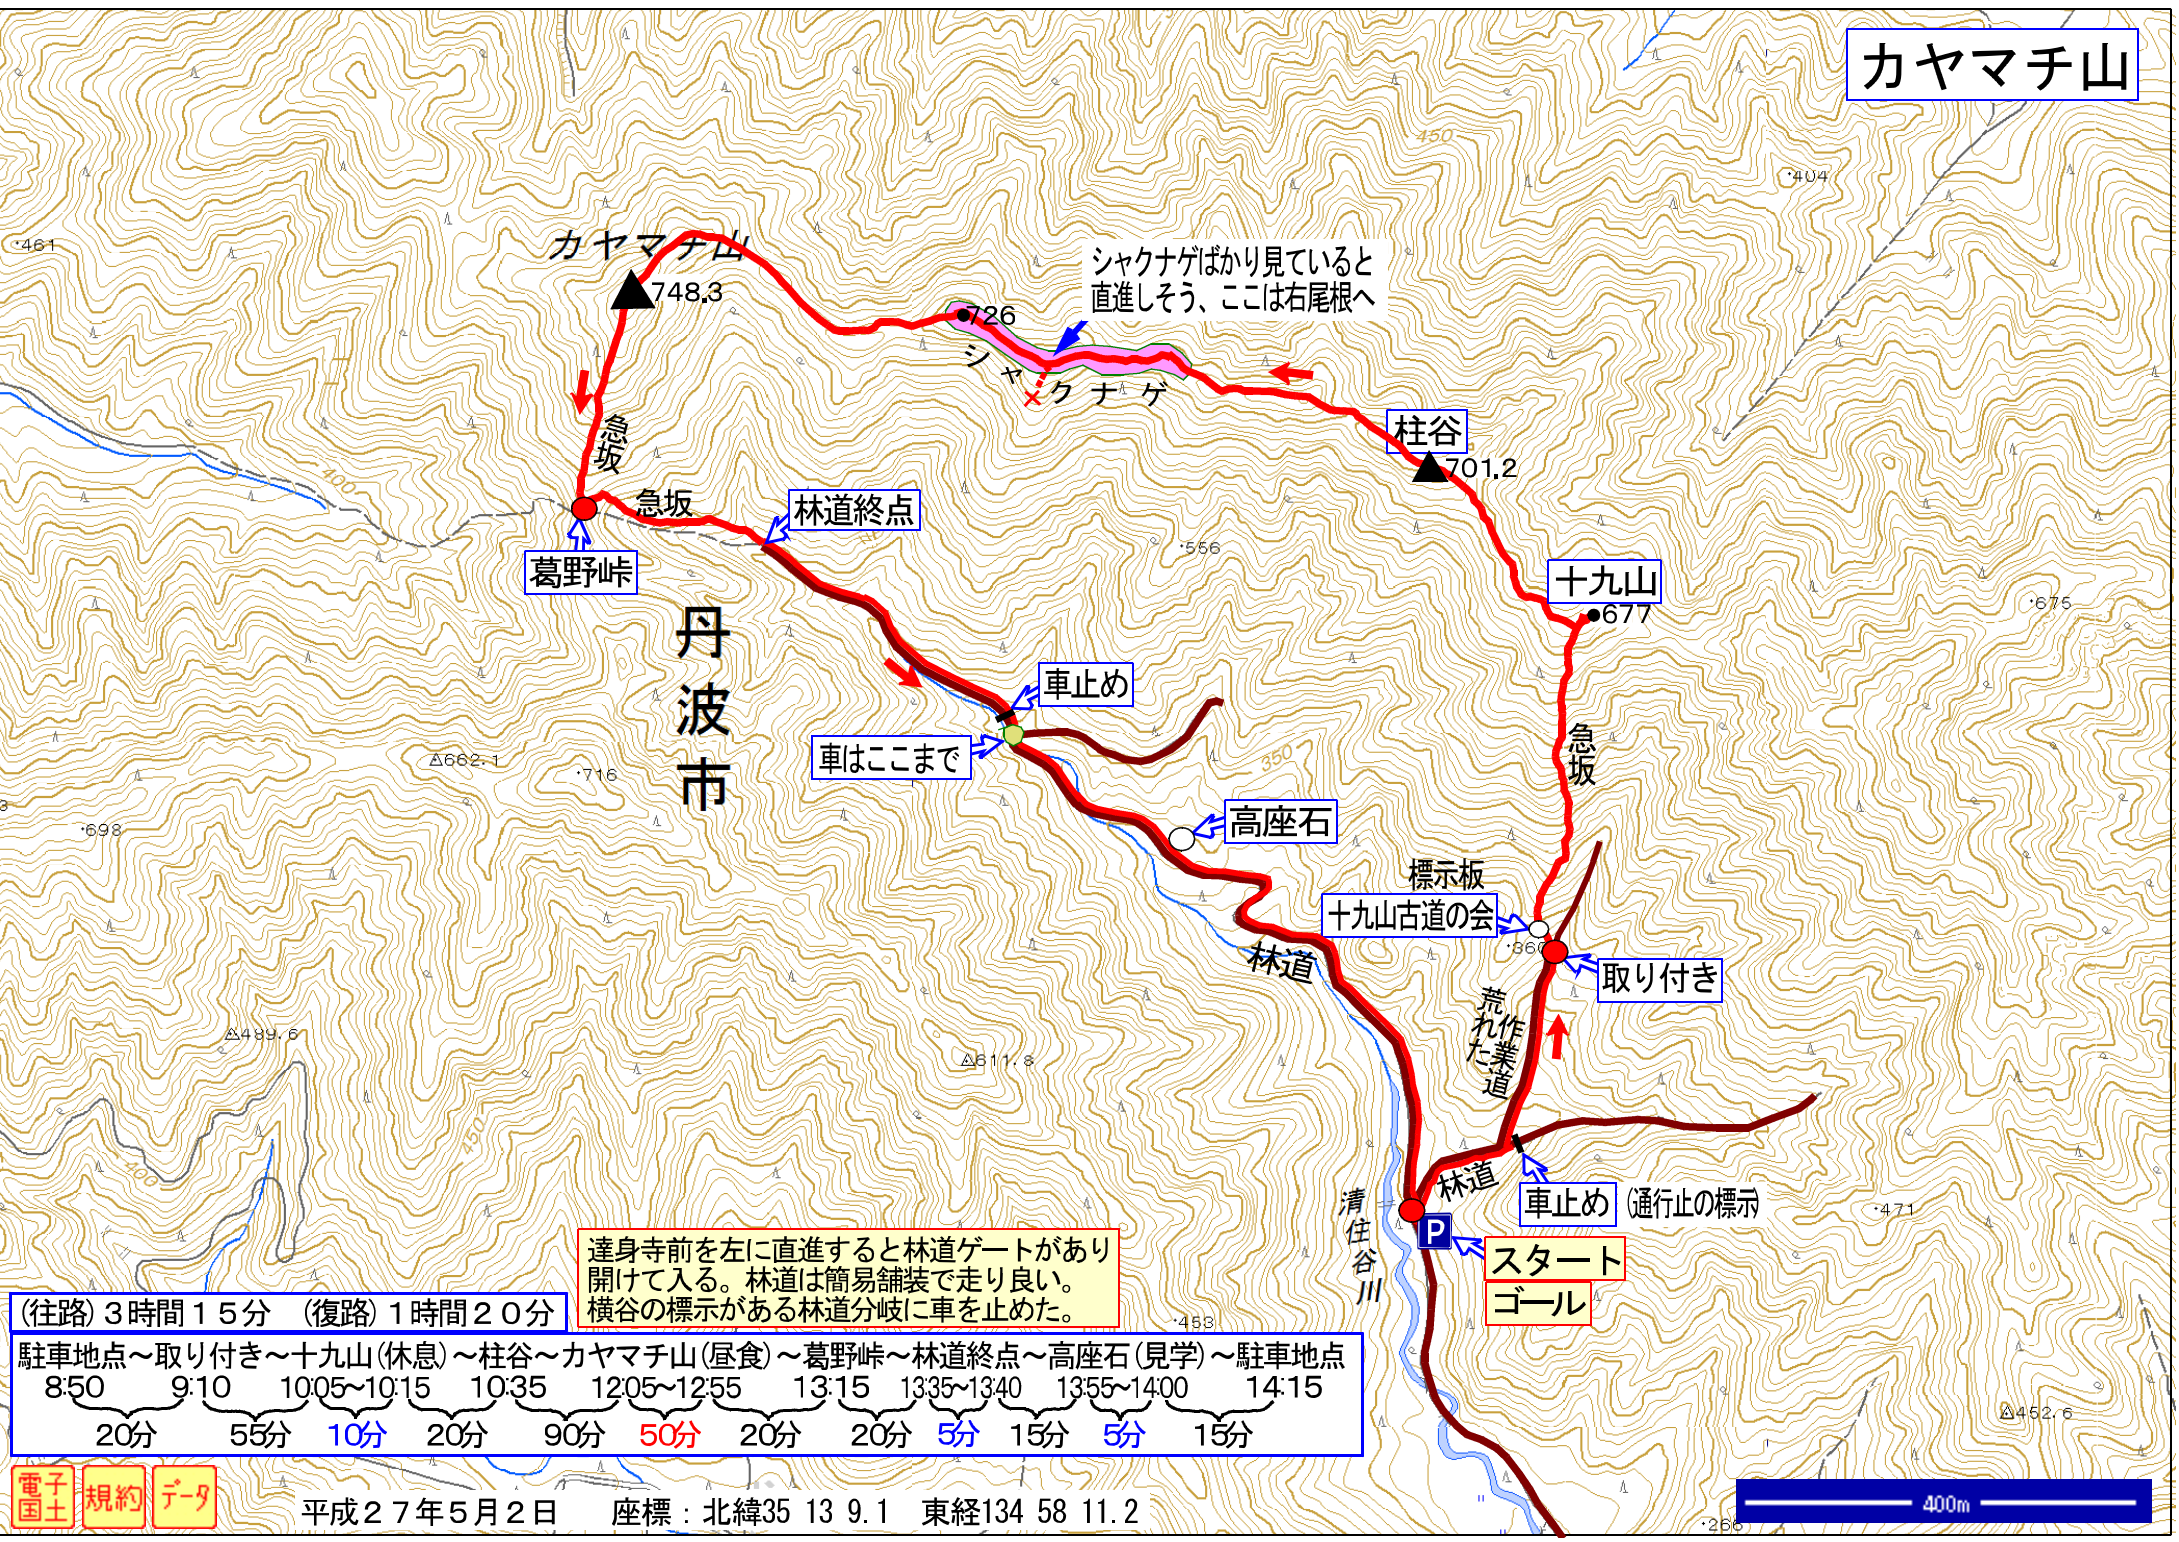 カヤマチ山
450
404
461
カヤマチ山
748.3
シャクナゲばかり見ていると
直進しそう、ここは右尾根へ
726
シャクナゲ
柱谷
701.2
急坂
急坂
400
林道終点
葛野峠
556
十九山
677
675
丹波市
車止め
車はここまで
急坂
662.1
716
350
698
高座石
標示板
十九山古道の会
360
取り付き
林道
荒れた作業道
489.6
611.8
450
400
林道
車止め
(通行止の標示)
471
清住谷川
P
スタート
ゴール
達身寺前を左に直進すると林道ゲートがあり
開けて入る。林道は簡易舗装で走り良い。
横谷の標示がある林道分岐に車を止めた。
453
(往路)3時間15分 (復路)1時間20分
駐車地点~取り付き~十九山(休息)~柱谷~カヤマチ山(昼食)~葛野峠~林道終点~高座石(見学)~駐車地点
8:50 9:10 10:05~10:15 10:35 12:05~12:55 13:15 13:35~13:40 13:55~14:00 14:15
20分 55分 10分 20分 90分 50分 20分 20分 5分 15分 5分 15分
452.6
電子国土
規約
データ
平成27年5月2日 座標:北緯35 13 9.1 東経134 58 11.2
400m
266